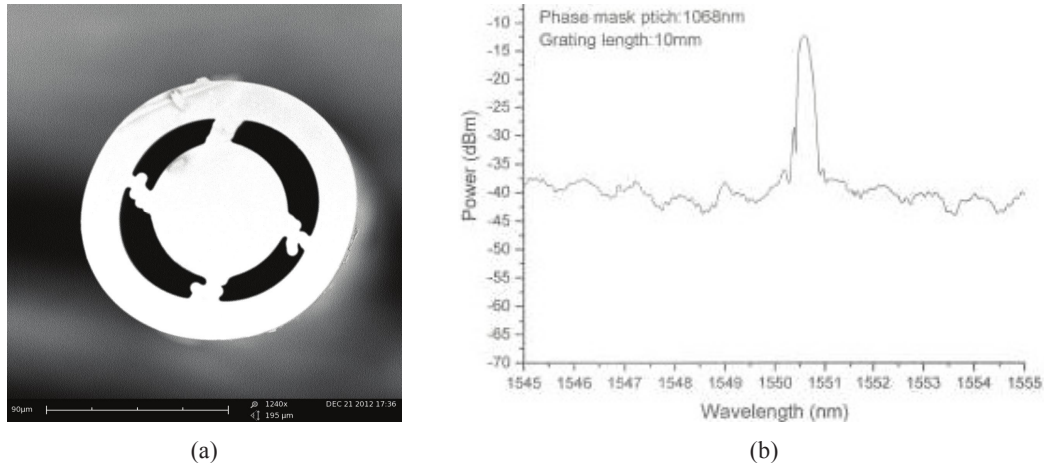 90μm
1240x
195 μm
DEC 21 2012 17:36
(a)
Phase mask ptich:1068nm
Grating length:10mm
Power (dBm)
-10
-15
-20
-25
-30
-35
-40
-45
-50
-55
-60
-65
-70
1545 1546 1547 1548 1549 1550 1551 1552 1553 1554 1555
Wavelength (nm)
(b)